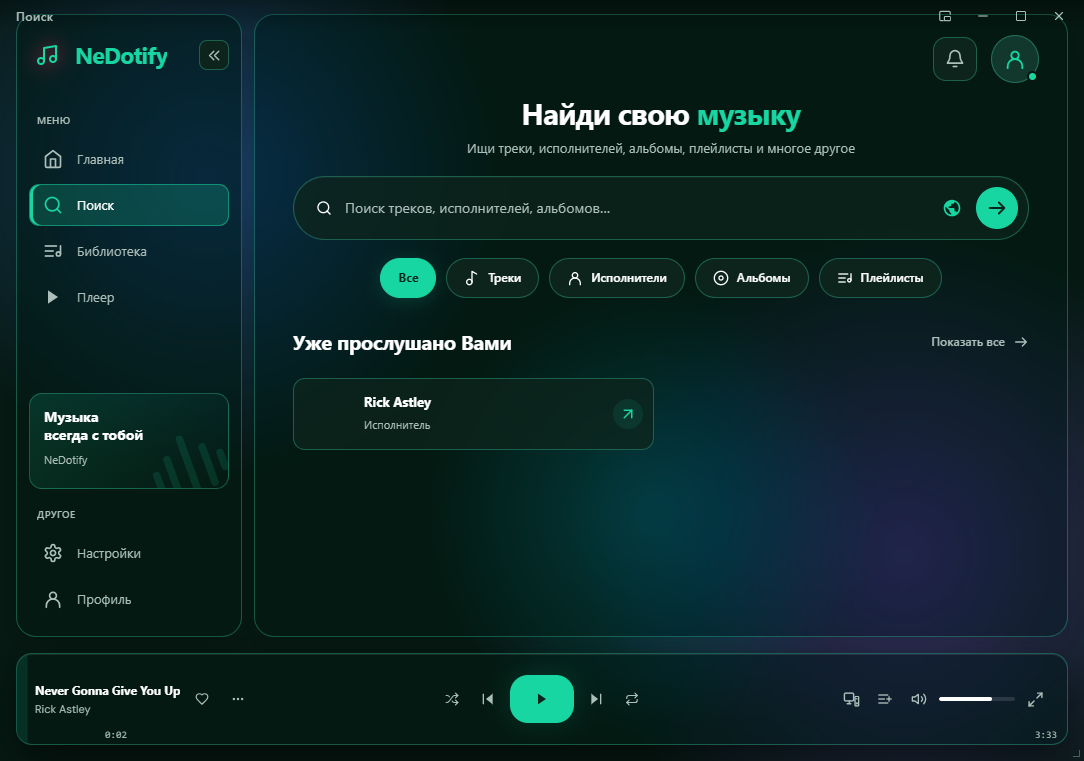 Поиск
NeDotify
МЕНЮ
Главная
Поиск
Библиотека
Плеер
Музыка
всегда с тобой
NeDotify
ДРУГОЕ
Настройки
Профиль
Найди свою музыку
Ищи треки, исполнителей, альбомы, плейлисты и многое другое
Поиск треков, исполнителей, альбомов...
Все
Треки
Исполнители
Альбомы
Плейлисты
Уже прослушано Вами
Показать все
Rick Astley
Исполнитель
Never Gonna Give You Up
Rick Astley
0:02
3:33